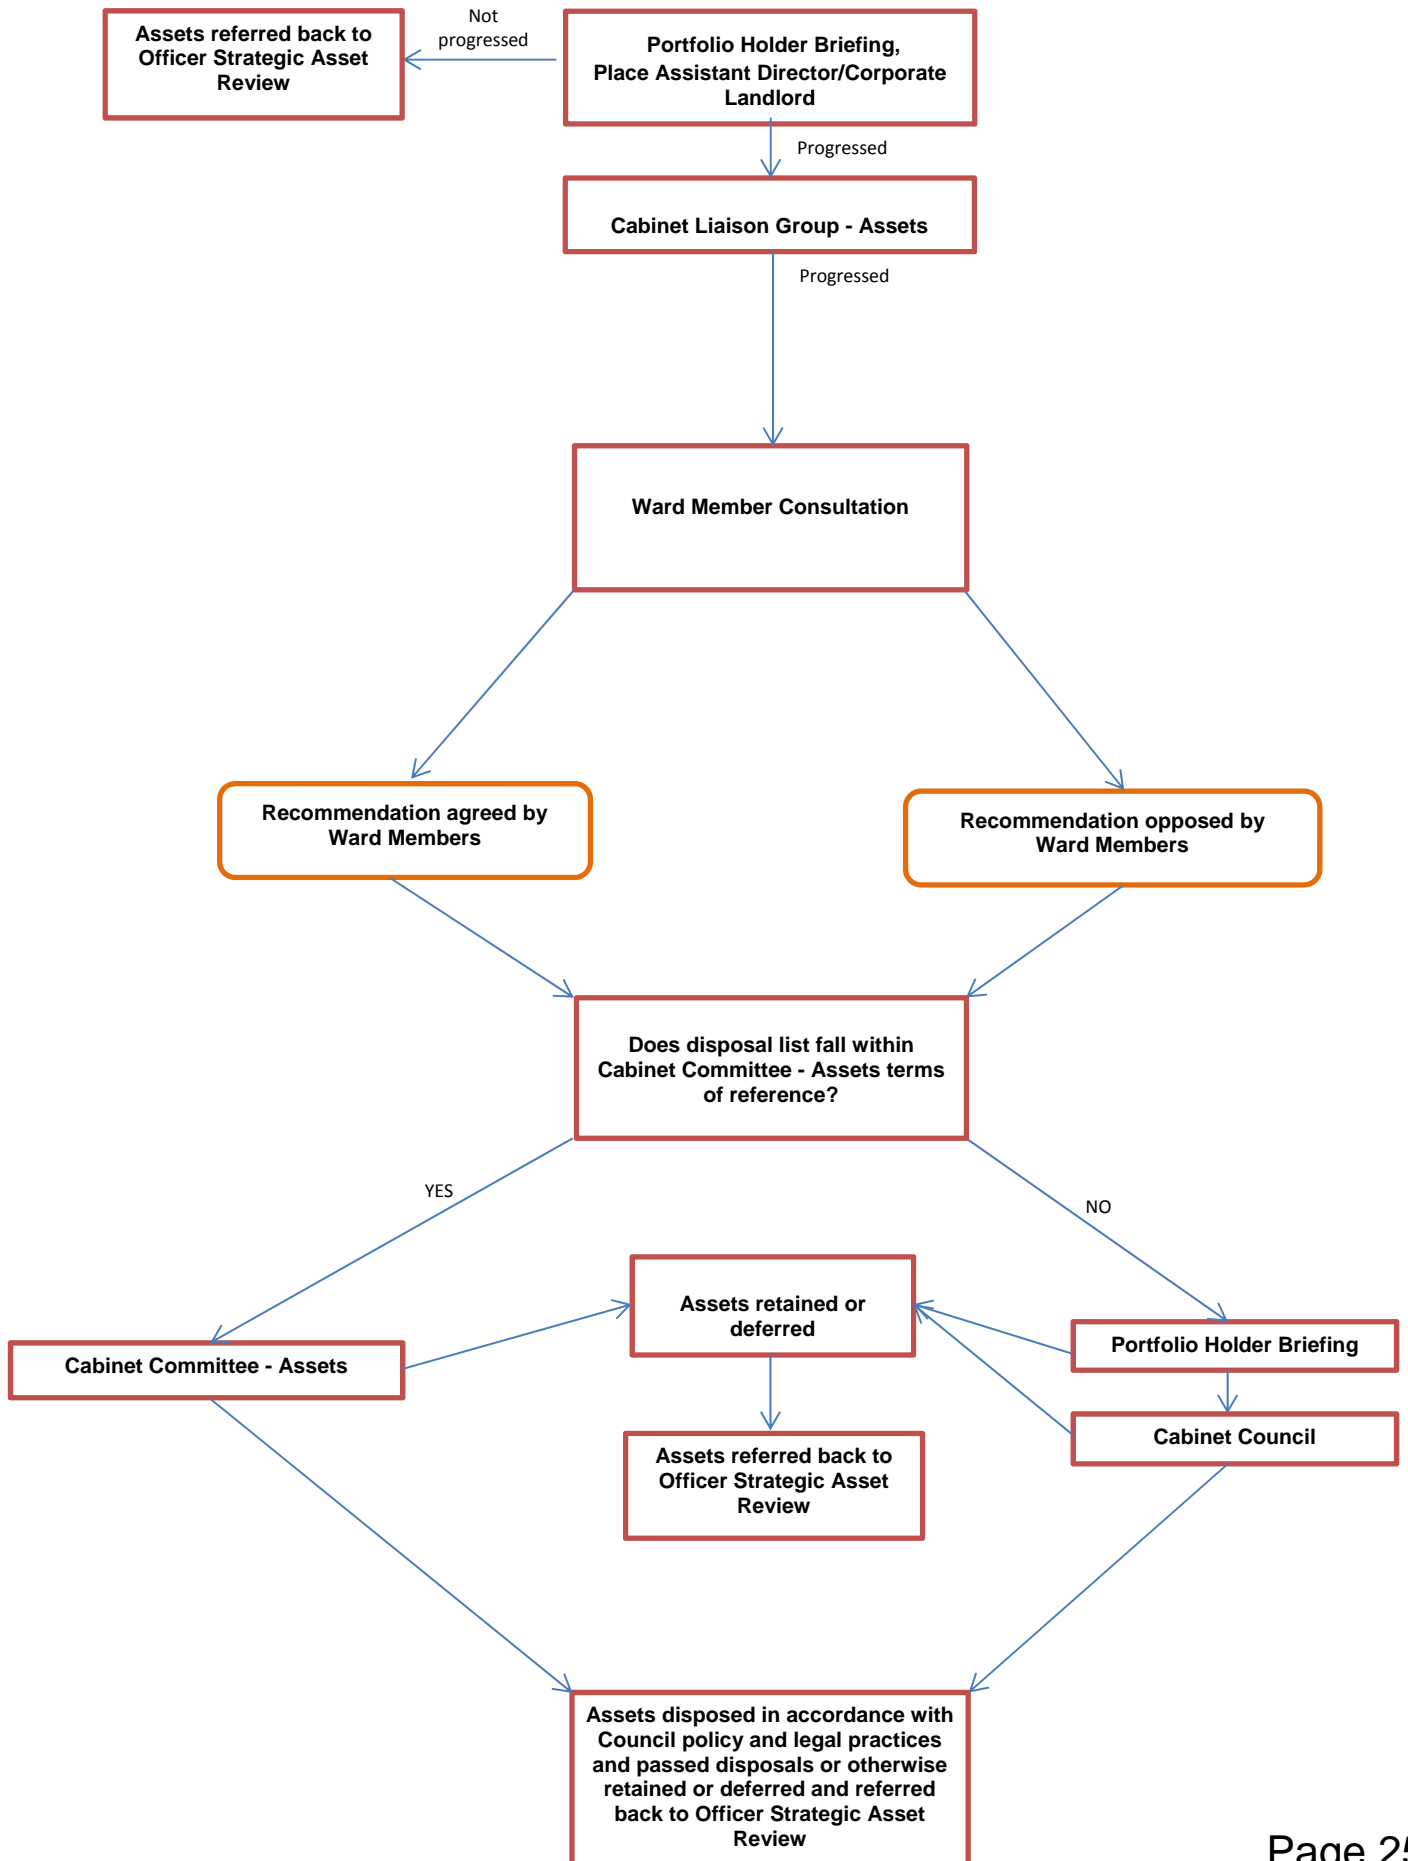 Not
progressed
Assets referred back to
Officer Strategic Asset
Review
Portfolio Holder Briefing,
Place Assistant Director/Corporate
Landlord
Progressed
Cabinet Liaison Group - Assets
Progressed
Ward Member Consultation
Recommendation agreed by
Ward Members
Recommendation opposed by
Ward Members
Does disposal list fall within
Cabinet Committee - Assets terms
of reference?
YES
NO
Assets retained or
deferred
Portfolio Holder Briefing
Cabinet Committee - Assets
Cabinet Council
Assets referred back to
Officer Strategic Asset
Review
Assets disposed in accordance with
Council policy and legal practices
and passed disposals or otherwise
retained or deferred and referred
back to Officer Strategic Asset
Review
Page 25